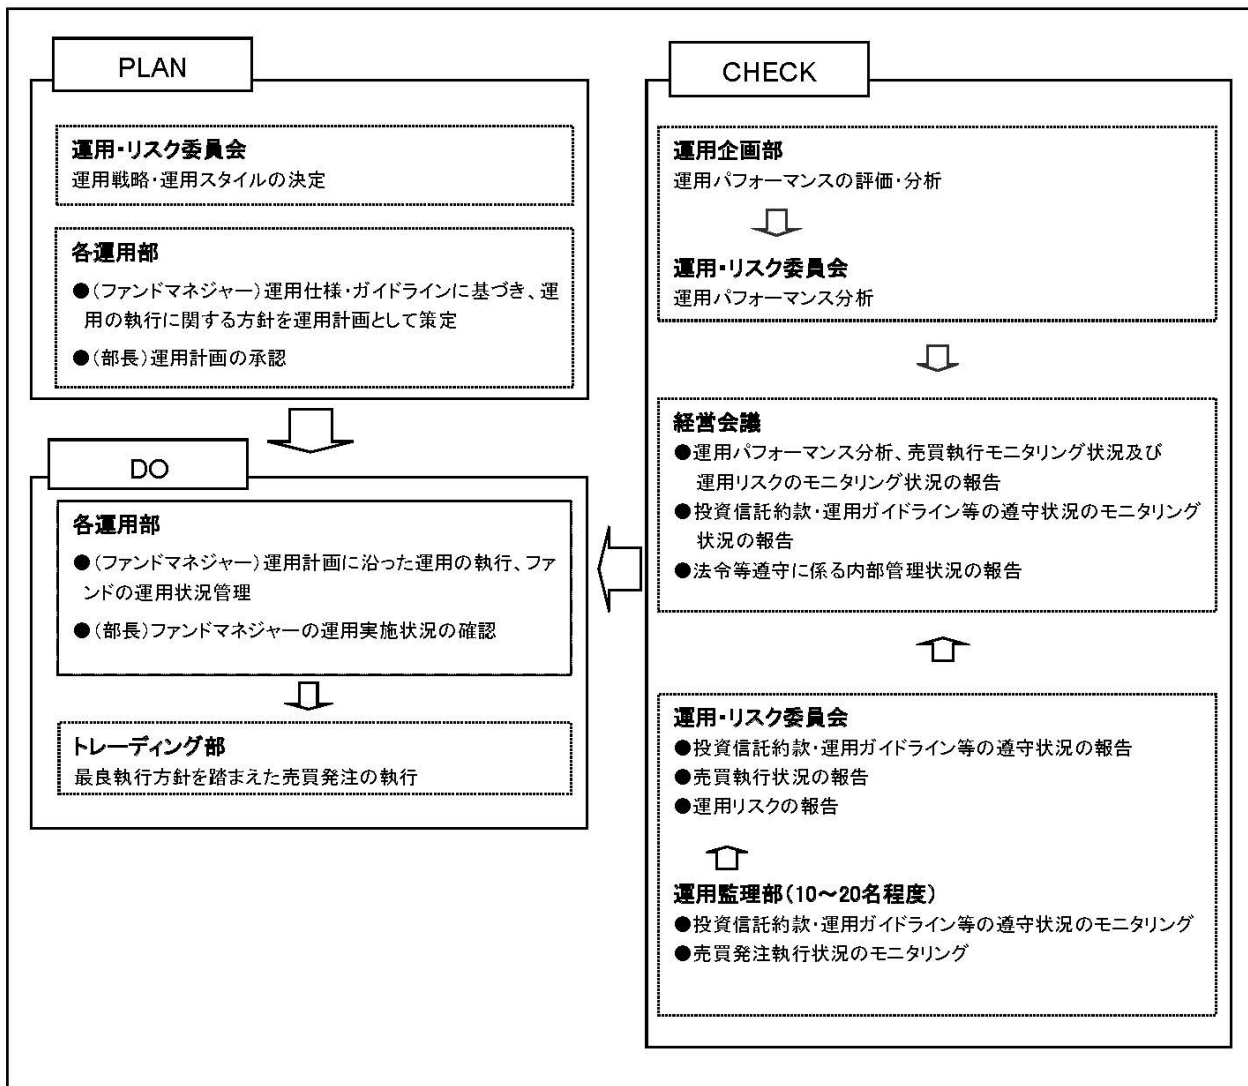 PLAN
運用・リスク委員会
運用戦略・運用スタイルの決定
各運用部
●(ファンドマネジャー)運用仕様・ガイドラインに基づき、運
用の執行に関する方針を運用計画として策定
●(部長)運用計画の承認
DO
各運用部
●(ファンドマネジャー)運用計画に沿った運用の執行、ファ
ンドの運用状況管理
●(部長)ファンドマネジャーの運用実施状況の確認
トレーディング部
最良執行方針を踏まえた売買発注の執行
CHECK
運用企画部
運用パフォーマンスの評価・分析
運用・リスク委員会
運用パフォーマンス分析
経営会議
●運用パフォーマンス分析、売買執行モニタリング状況及び
運用リスクのモニタリング状況の報告
●投資信託約款・運用ガイドライン等の遵守状況のモニタリング
状況の報告
●法令等遵守に係る内部管理状況の報告
運用・リスク委員会
●投資信託約款・運用ガイドライン等の遵守状況の報告
●売買執行状況の報告
●運用リスクの報告
運用監理部(10～20名程度)
●投資信託約款・運用ガイドライン等の遵守状況のモニタリング
●売買発注執行状況のモニタリング